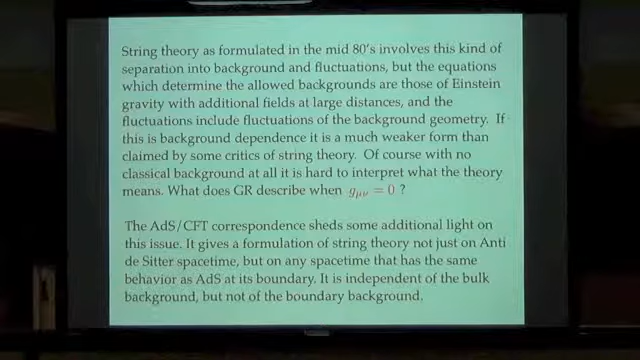 String theory as formulated in the mid 80's involves this kind of
separation into background and fluctuations, but the equations
which determine the allowed backgrounds are those of Einstein
gravity with additional fields at large distances, and the
fluctuations include fluctuations of the background geometry. If
this is background dependence it is a much weaker form than
claimed by some critics of string theory. Of course with no
classical background at all it is hard to interpret what the theory
means. What does GR describe when gμν = 0 ?
The AdS/CFT correspondence sheds some additional light on
this issue. It gives a formulation of string theory not just on Anti
de Sitter spacetime, but on any spacetime that has the same
behavior as AdS at its boundary. It is independent of the bulk
background, but not of the boundary background.